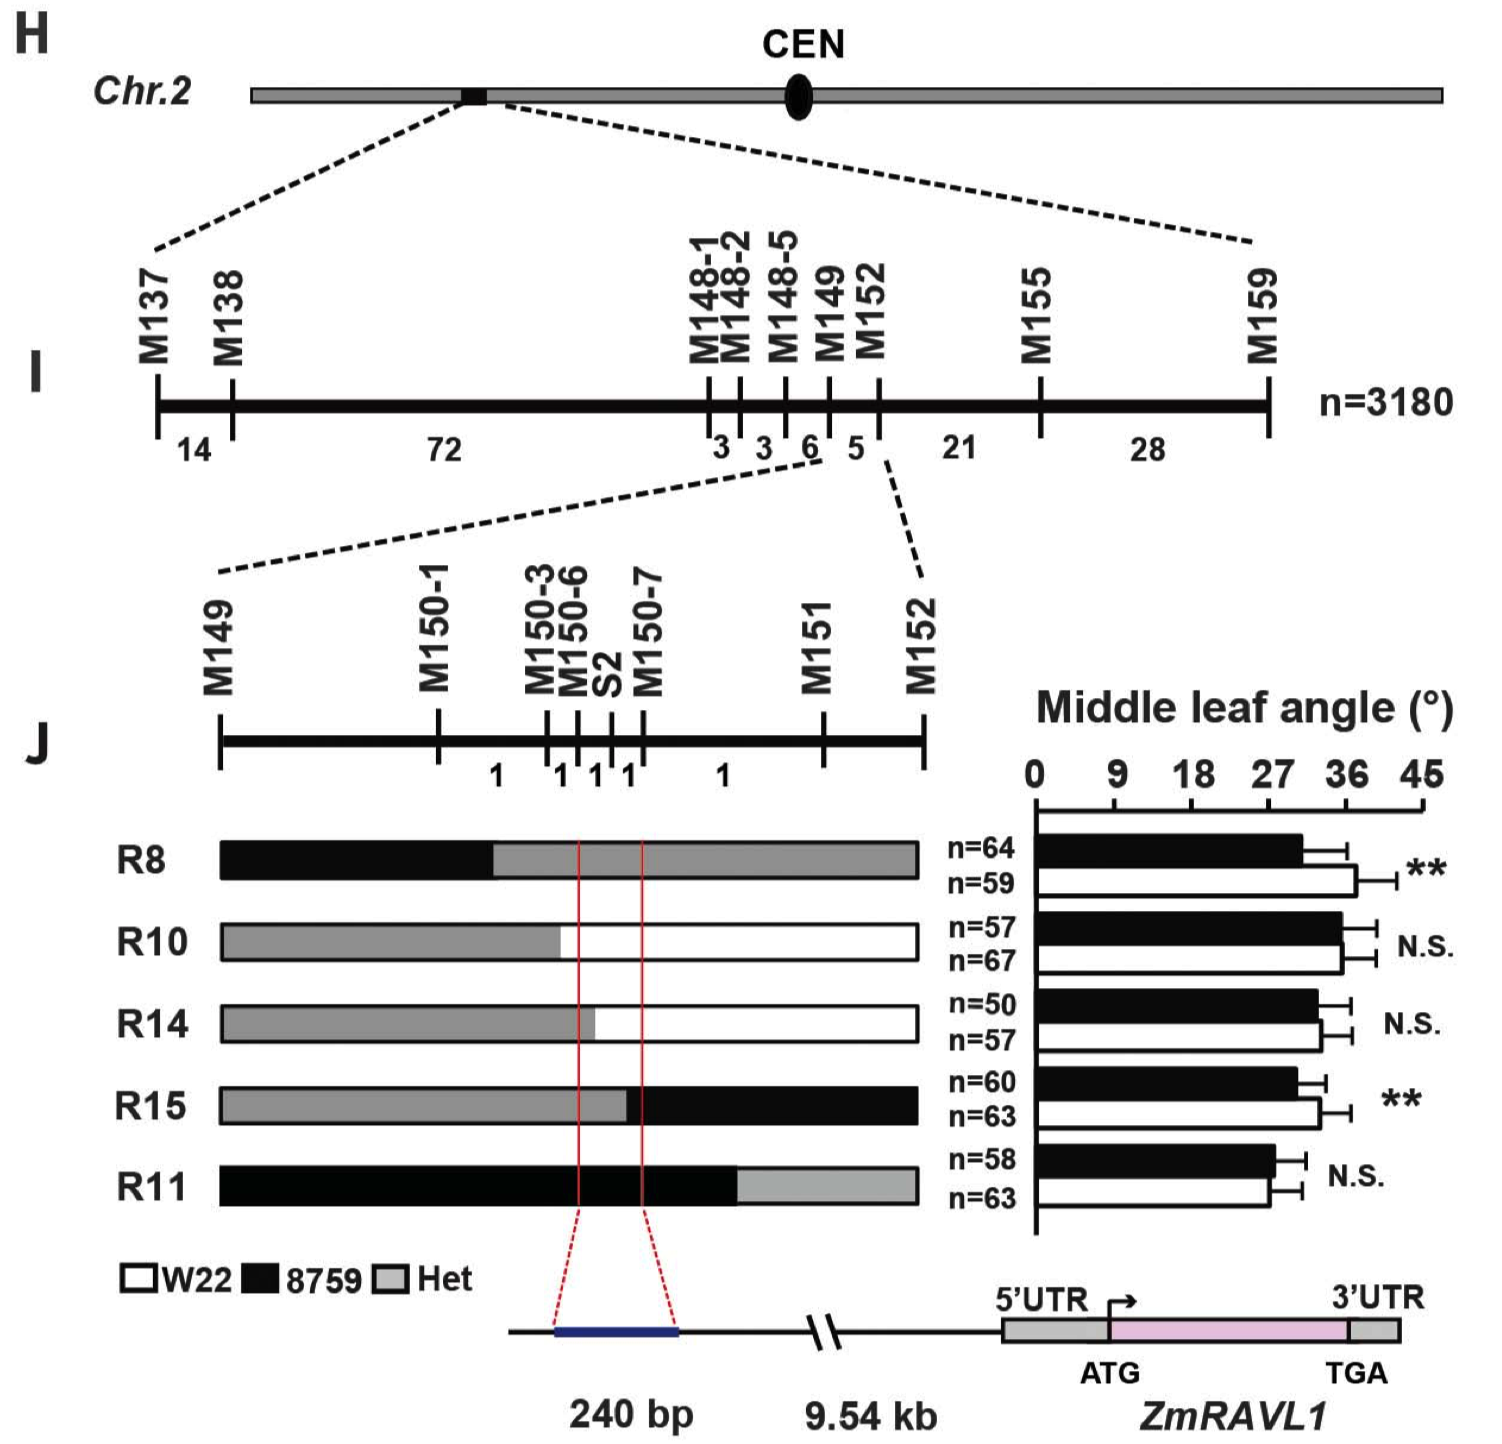 H
CEN
Chr.2
M137 M138 M148-1 M148-2 M148-5 M149 M152 M155 M159
I
n=3180
14 72 3 3 6 5 21 28
M149 M150-1 M150-3 M150-6 S2 M150-7 M151 M152
J
1 1 1 1 1
Middle leaf angle (°)
0 9 18 27 36 45
R8
n=64
n=59
**
R10
n=57
n=67
N.S.
R14
n=50
n=57
N.S.
R15
n=60
n=63
**
R11
n=58
n=63
N.S.
W22 8759 Het
5'UTR 3'UTR
ATG TGA
240 bp 9.54 kb ZmRAVL1